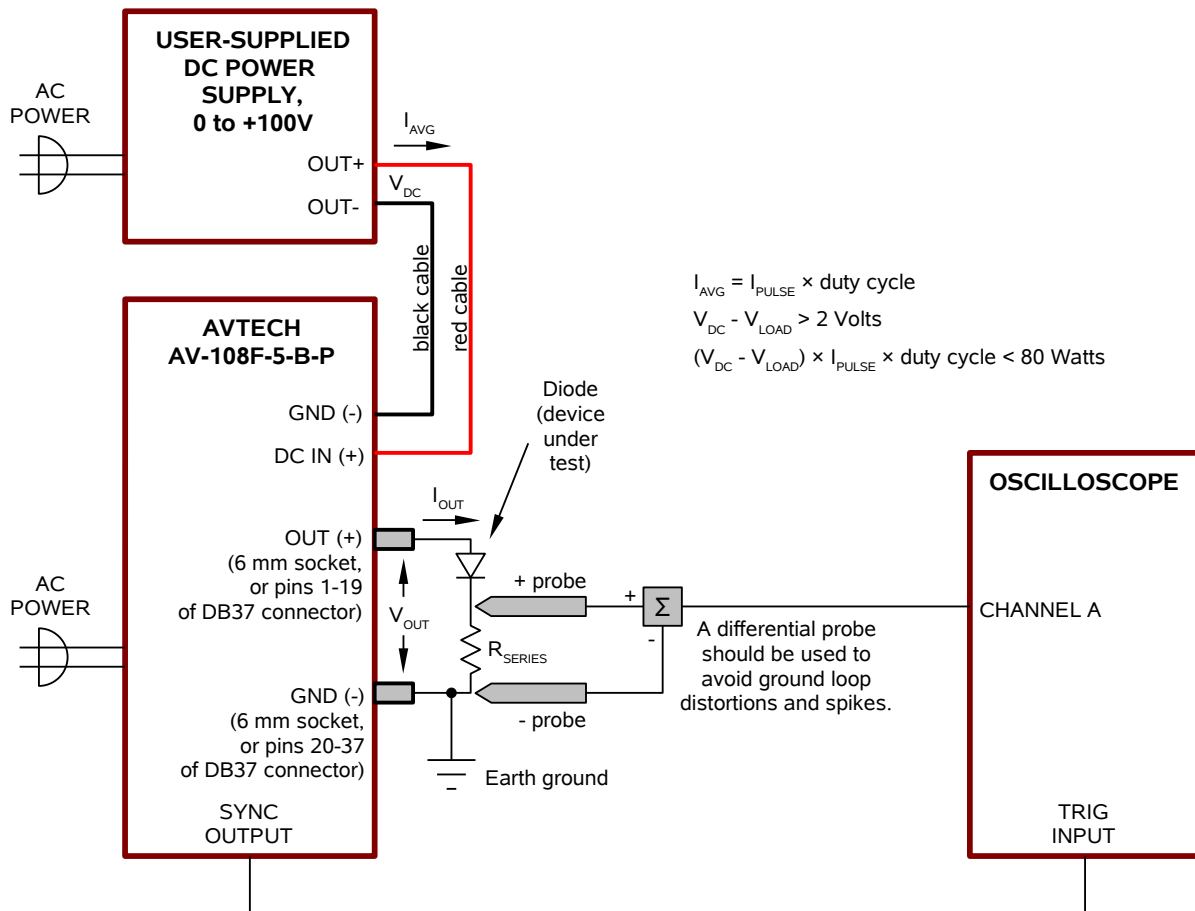 USER-SUPPLIED
DC POWER
SUPPLY,
0 to +100V
AC
POWER
I_AVG
OUT+
V_DC
OUT-
black cable
red cable
I_AVG = I_PULSE × duty cycle
V_DC - V_LOAD > 2 Volts
(V_DC - V_LOAD) × I_PULSE × duty cycle < 80 Watts
AVTECH
AV-108F-5-B-P
GND (-)
DC IN (+)
Diode
(device
under
test)
I_OUT
OUT (+)
(6 mm socket,
or pins 1-19
of DB37 connector)
V_OUT
AC
POWER
+ probe
+
Σ
-
R_SERIES
- probe
A differential probe
should be used to
avoid ground loop
distortions and spikes.
OSCILLOSCOPE
CHANNEL A
GND (-)
(6 mm socket,
or pins 20-37
of DB37 connector)
Earth ground
SYNC
OUTPUT
TRIG
INPUT